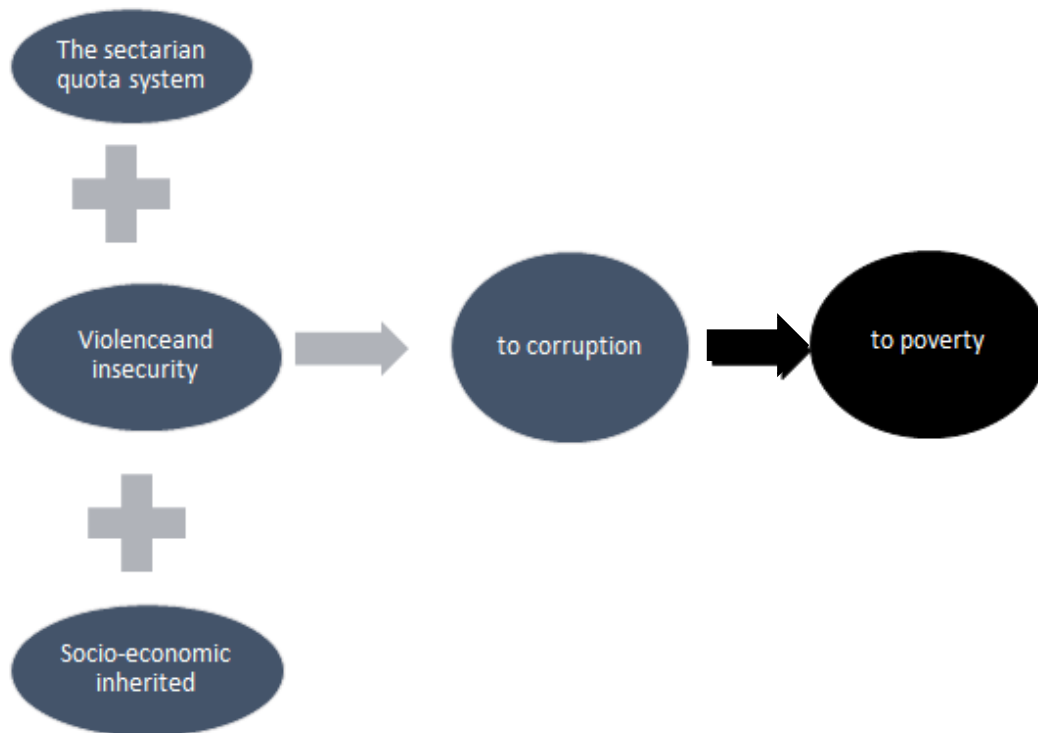 The sectarian
quota system
Violenceand
insecurity
to corruption
to poverty
Socio-economic
inherited